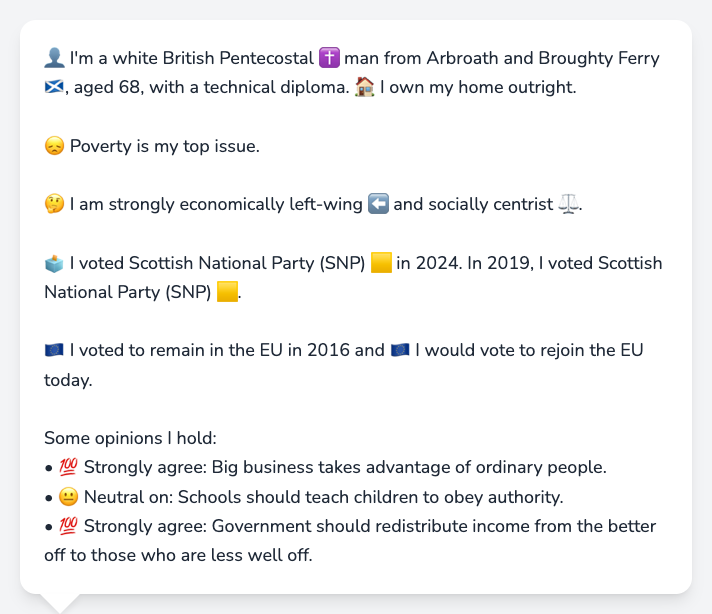 👤 I'm a white British Pentecostal ✝️ man from Arbroath and Broughty Ferry
🏴󠁧󠁢󠁳󠁣󠁴󠁿, aged 68, with a technical diploma. 🏠 I own my home outright.
😞 Poverty is my top issue.
🤔 I am strongly economically left-wing ⬅️ and socially centrist ⚖️.
🗳️ I voted Scottish National Party (SNP) 🟨 in 2024. In 2019, I voted Scottish
National Party (SNP) 🟨.
🇪🇺 I voted to remain in the EU in 2016 and 🇪🇺 I would vote to rejoin the EU
today.
Some opinions I hold:
• 💯 Strongly agree: Big business takes advantage of ordinary people.
• 😐 Neutral on: Schools should teach children to obey authority.
• 💯 Strongly agree: Government should redistribute income from the better
off to those who are less well off.